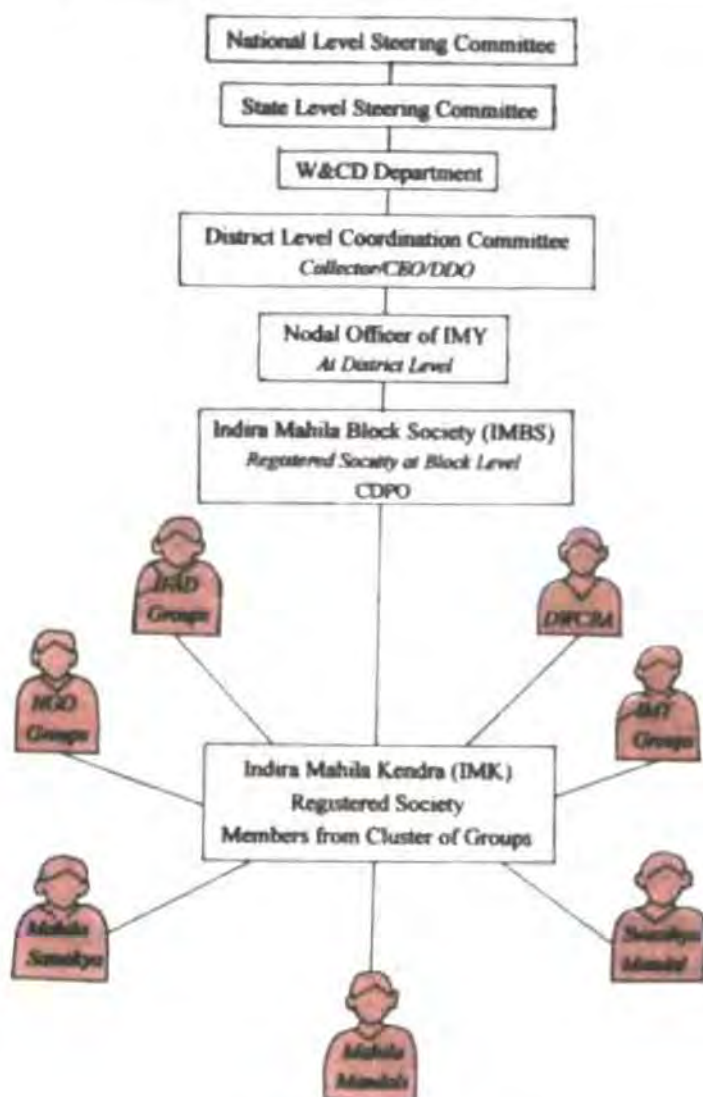 National Level Steering Committee
State Level Steering Committee
W&CD Department
District Level Coordination Committee
Collector/CEO/DDO
Nodal Officer of IMY
At District Level
Indira Mahila Block Society (IMBS)
Registered Society at Block Level
CDPO
IFAD
Groups
DWCRA
NGO
Groups
IMY
Groups
Indira Mahila Kendra (IMK)
Registered Society
Members from Cluster of Groups
Mahila
Samakya
Mahila
Mandals